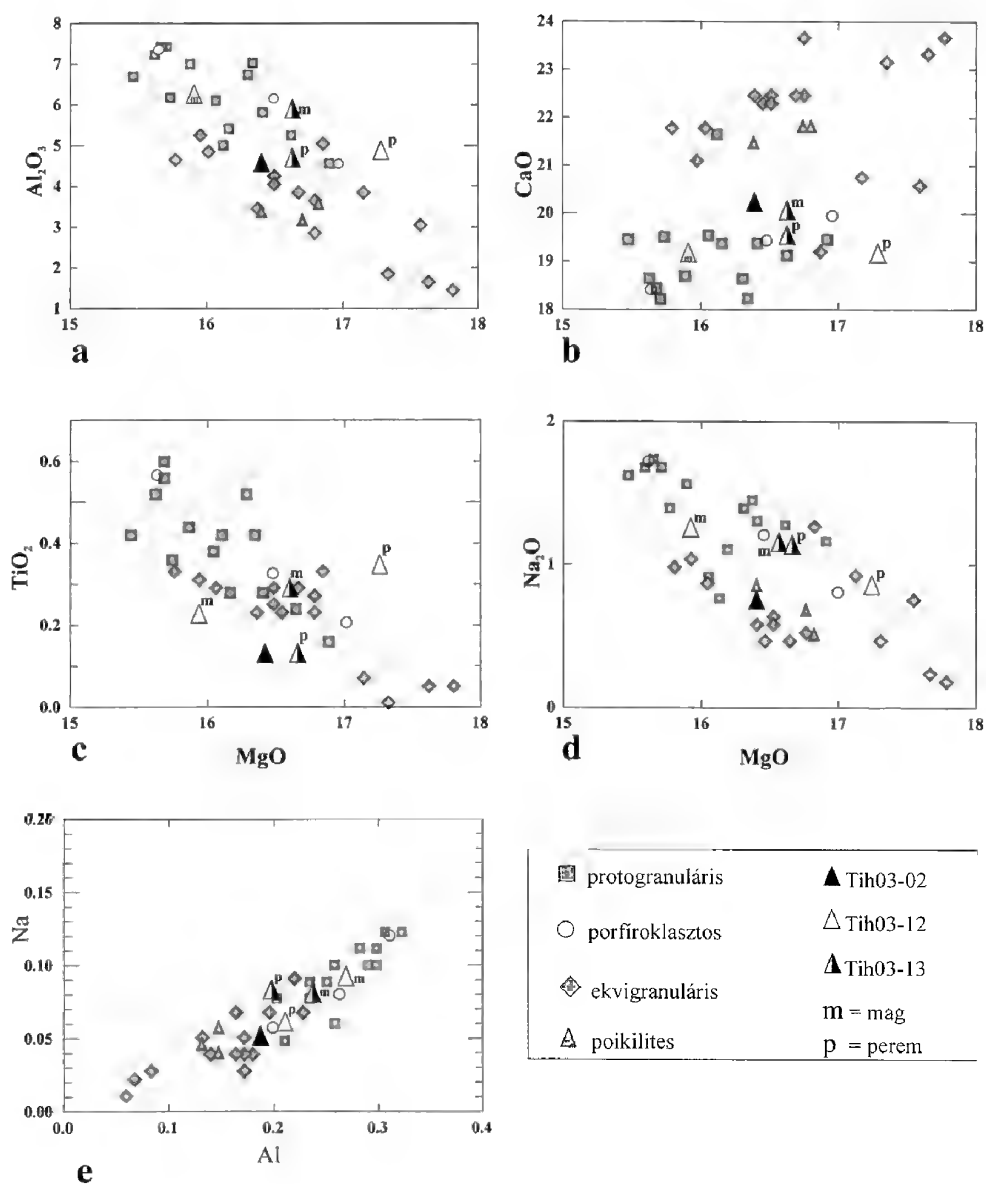 8
7
6
5
4
3
2
1
Al₂O₃
15
16
17
18
m
m
p
p
a
24
23
22
21
20
19
18
CaO
15
16
17
18
m
m
p
p
b
0.6
0.4
0.2
0.0
TiO₂
15
16
17
18
MgO
m
m
p
p
c
2
1
0
Na₂O
15
16
17
18
MgO
m
m
p
p
d
0.20
0.15
0.10
0.05
0.00
Na
0.0
0.1
0.2
0.3
0.4
Al
p
m
m
p
e
protogranuláris
porfíroklasztos
ekvigranuláris
poikilites
Tih03-02
Tih03-12
Tih03-13
m = mag
p = perem